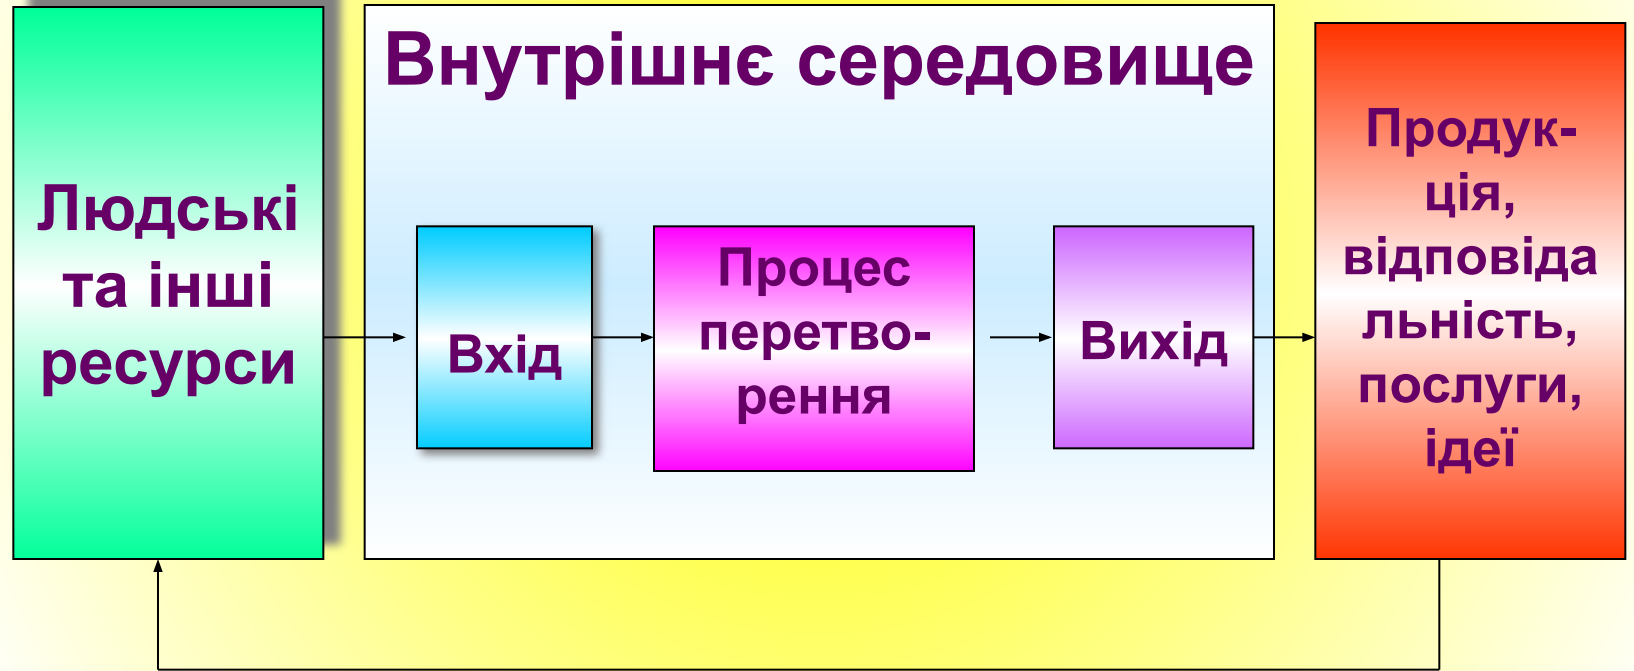 Людські
та інші
ресурси
Внутрішнє середовище
Вхід
Процес
перетво-
рення
Вихід
Продук-
ція,
відповіда
льність,
послуги,
ідеї